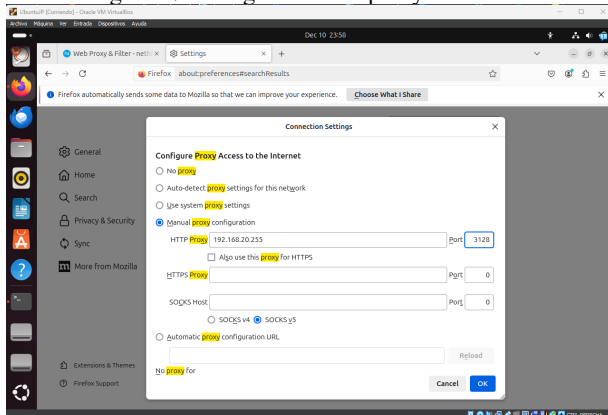 UbuntuJP [Corriendo] - Oracle VM VirtualBox
Archivo Máquina Ver Entrada Dispositivos Ayuda
Dec 10 23:58
Web Proxy & Filter - neth
Settings
Firefox about:preferences#searchResults
Firefox automatically sends some data to Mozilla so that we can improve your experience. Choose What I Share
Connection Settings
General
Home
Search
Privacy & Security
Sync
More from Mozilla
Extensions & Themes
Firefox Support
Configure Proxy Access to the Internet
No proxy
Auto-detect proxy settings for this network
Use system proxy settings
Manual proxy configuration
HTTP Proxy 192.168.20.255 Port 3128
Also use this proxy for HTTPS
HTTPS Proxy Port 0
SOCKS Host Port 0
SOCKS v4 SOCKS v5
Automatic proxy configuration URL
Reload
No proxy for
Cancel OK
CTRL DERECHA